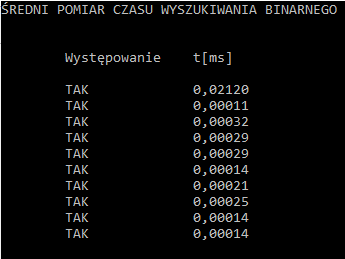 ŚREDNI POMIAR CZASU WYSZUKIWANIA BINARNEGO
Występowanie t[ms]
TAK 0,02120
TAK 0,00011
TAK 0,00032
TAK 0,00029
TAK 0,00029
TAK 0,00014
TAK 0,00021
TAK 0,00025
TAK 0,00014
TAK 0,00014